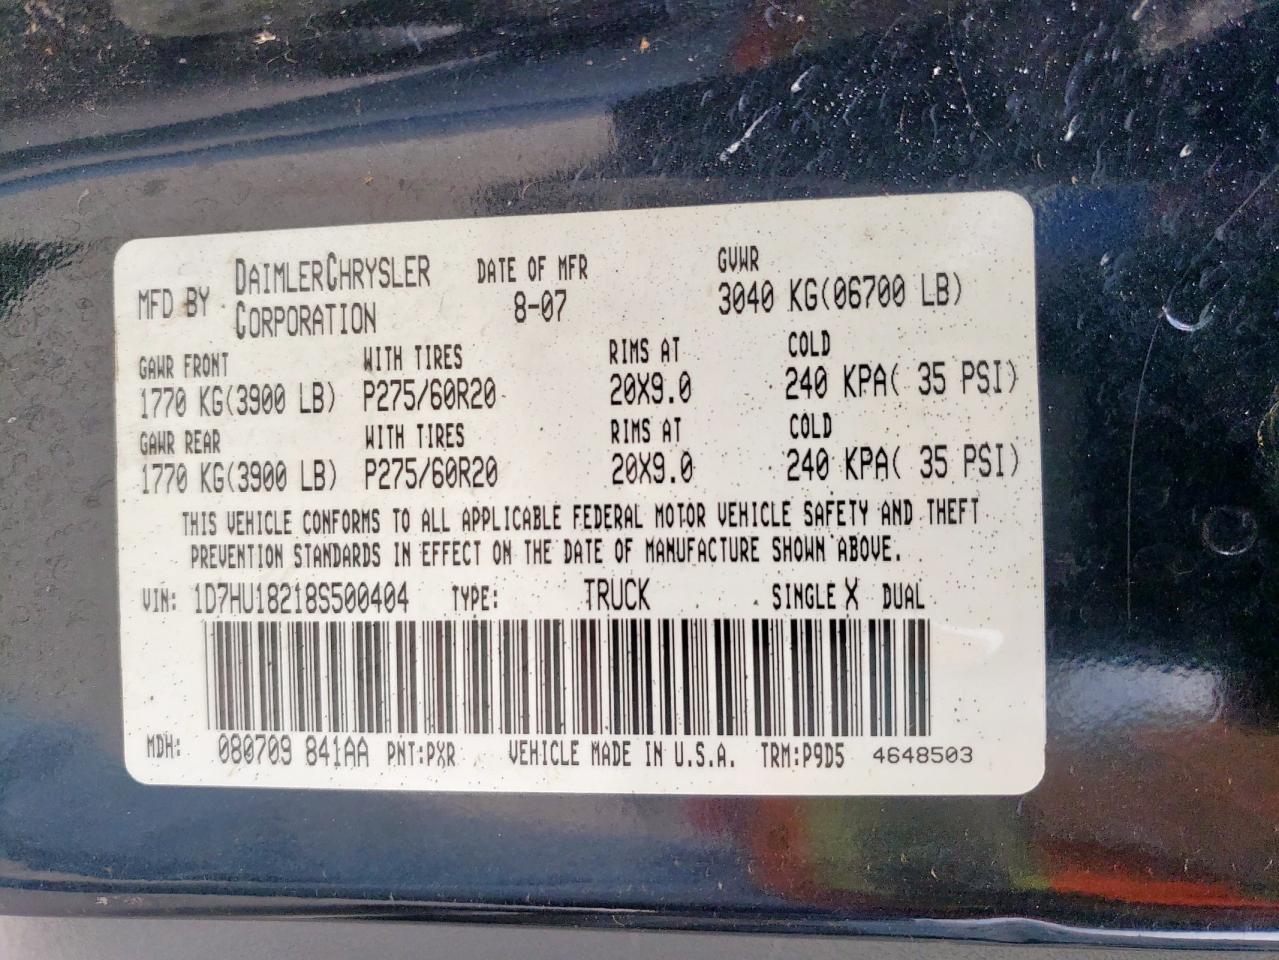 MFD BY DAIMLERCHRYSLER CORPORATION DATE OF MFR 8-07 GVWR 3040 KG(06700 LB)
GAWR FRONT WITH TIRES RIMS AT COLD
1770 KG(3900 LB) P275/60R20 20X9.0 240 KPA( 35 PSI)
GAWR REAR WITH TIRES RIMS AT COLD
1770 KG(3900 LB) P275/60R20 20X9.0 240 KPA( 35 PSI)
THIS VEHICLE CONFORMS TO ALL APPLICABLE FEDERAL MOTOR VEHICLE SAFETY AND THEFT
PREVENTION STANDARDS IN EFFECT ON THE DATE OF MANUFACTURE SHOWN ABOVE.
VIN: 1D7HU18218S500404 TYPE: TRUCK SINGLE X DUAL
MDH: 080709 841AA PNT:PXR VEHICLE MADE IN U.S.A. TRM:P9D5 4648503